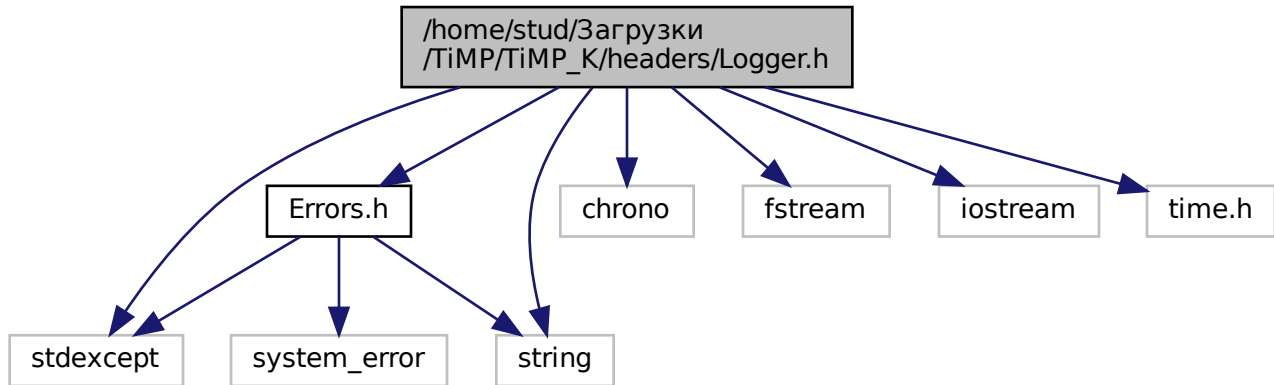 /home/stud/Загрузки
/TiMP/TiMP_K/headers/Logger.h
Errors.h
chrono
fstream
iostream
time.h
stdexcept
system_error
string